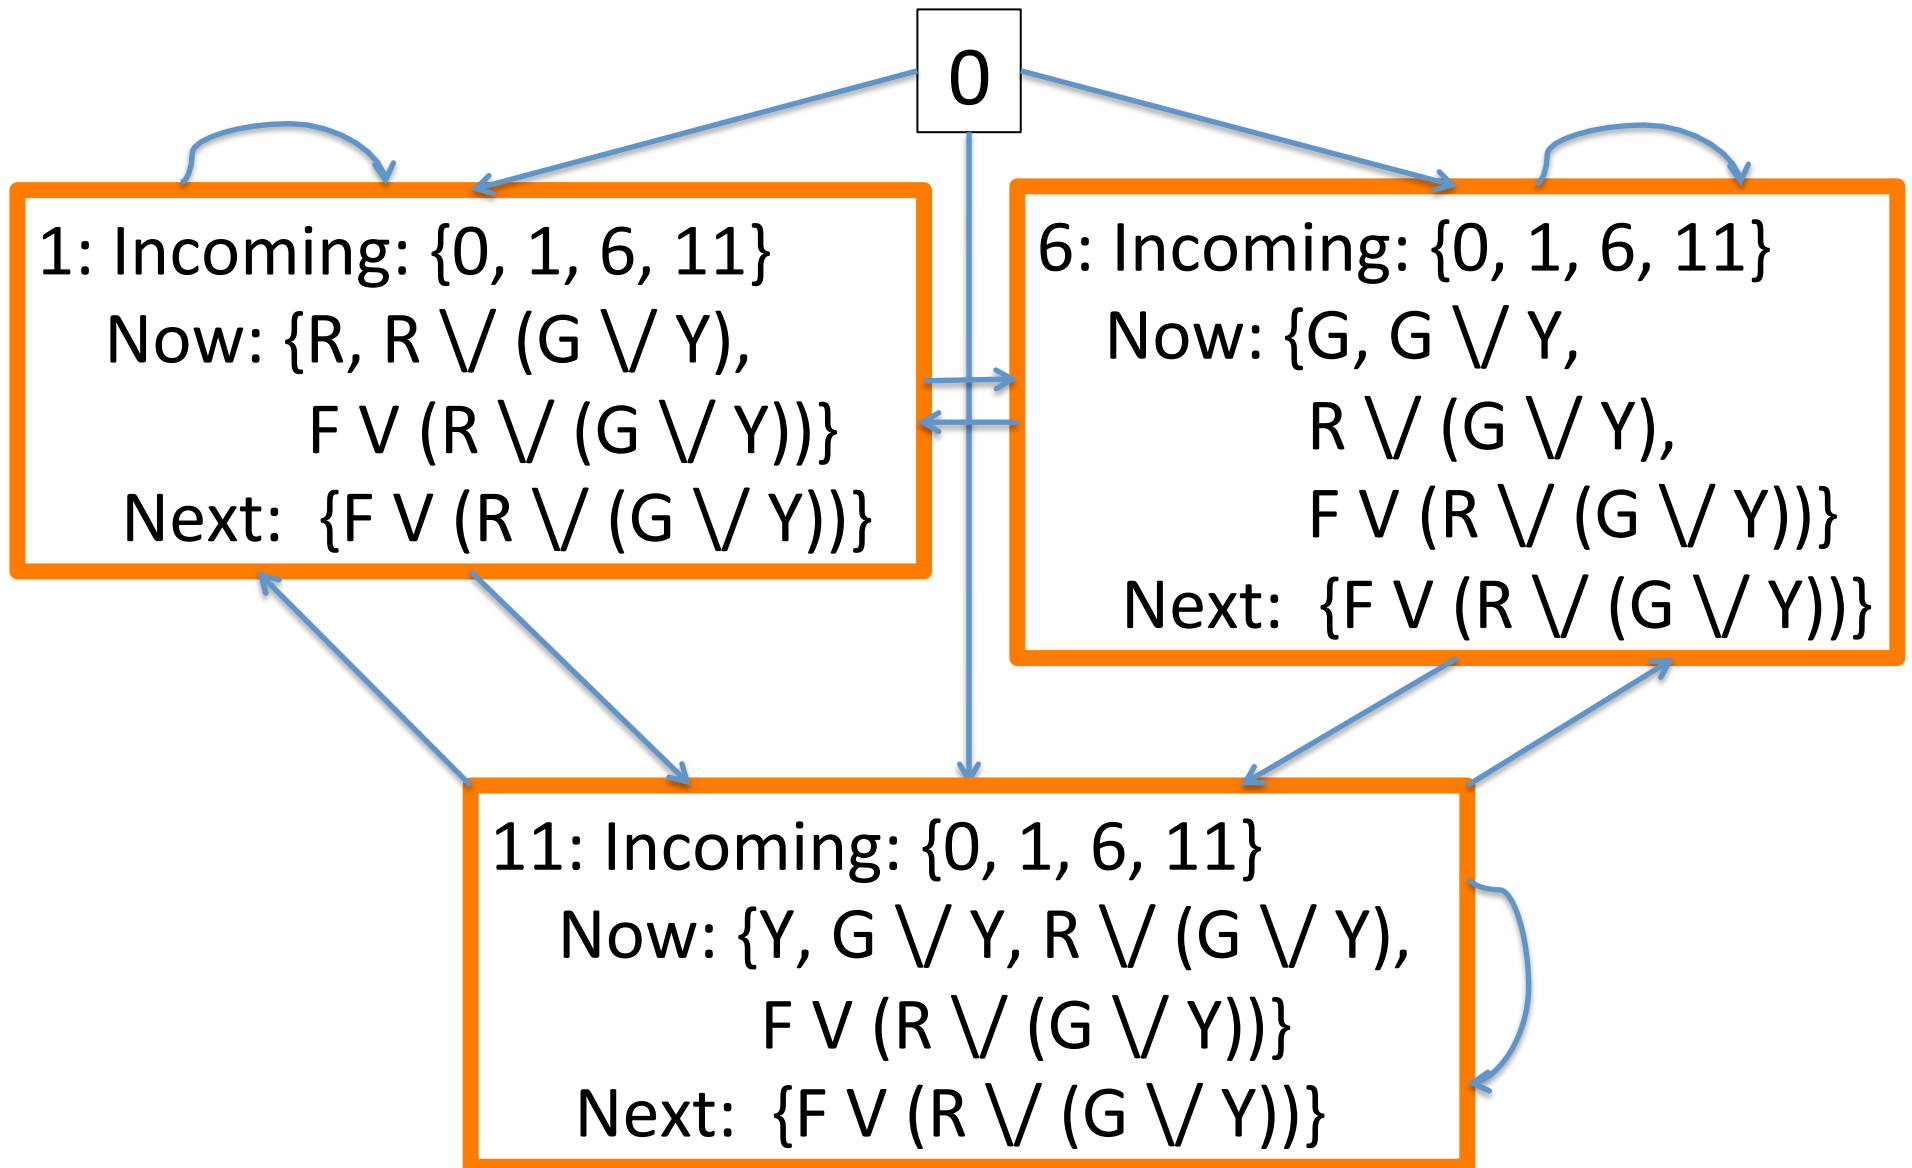 0
1: Incoming: {0, 1, 6, 11}
Now: {R, R \/ (G \/ Y),
F V (R \/ (G \/ Y))}
Next: {F V (R \/ (G \/ Y))}
6: Incoming: {0, 1, 6, 11}
Now: {G, G \/ Y,
R \/ (G \/ Y),
F V (R \/ (G \/ Y))}
Next: {F V (R \/ (G \/ Y))}
11: Incoming: {0, 1, 6, 11}
Now: {Y, G \/ Y, R \/ (G \/ Y),
F V (R \/ (G \/ Y))}
Next: {F V (R \/ (G \/ Y))}